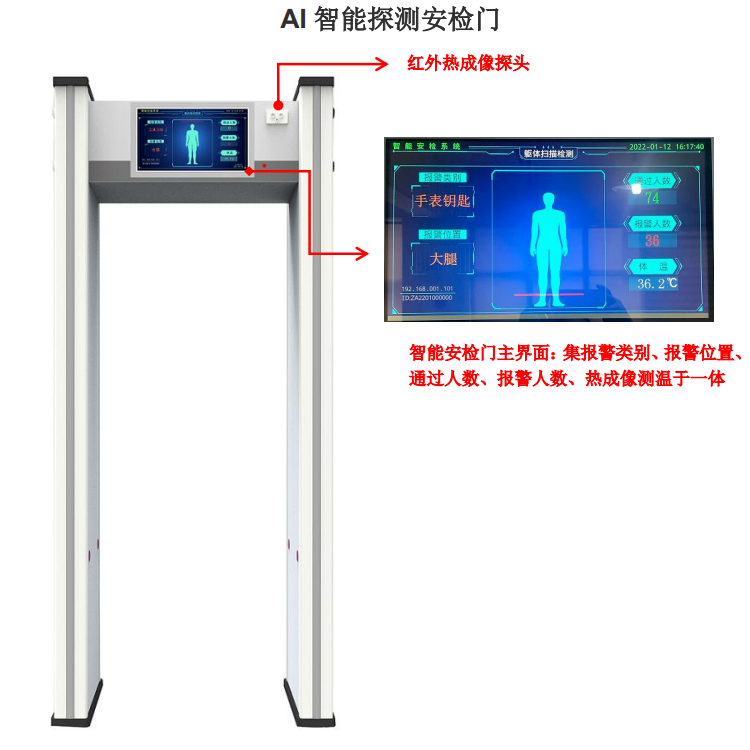 AI 智能探测安检门
红外热成像探头
智能安检系统
躯体扫描检测
2022-01-12 16:17:40
报警类别
手表钥匙
报警位置
大腿
192.168.001.101
ID:ZA2201000000
通过人数
74
报警人数
36
体 温
36.2℃
智能安检门主界面：集报警类别、报警位置、
通过人数、报警人数、热成像测温于一体